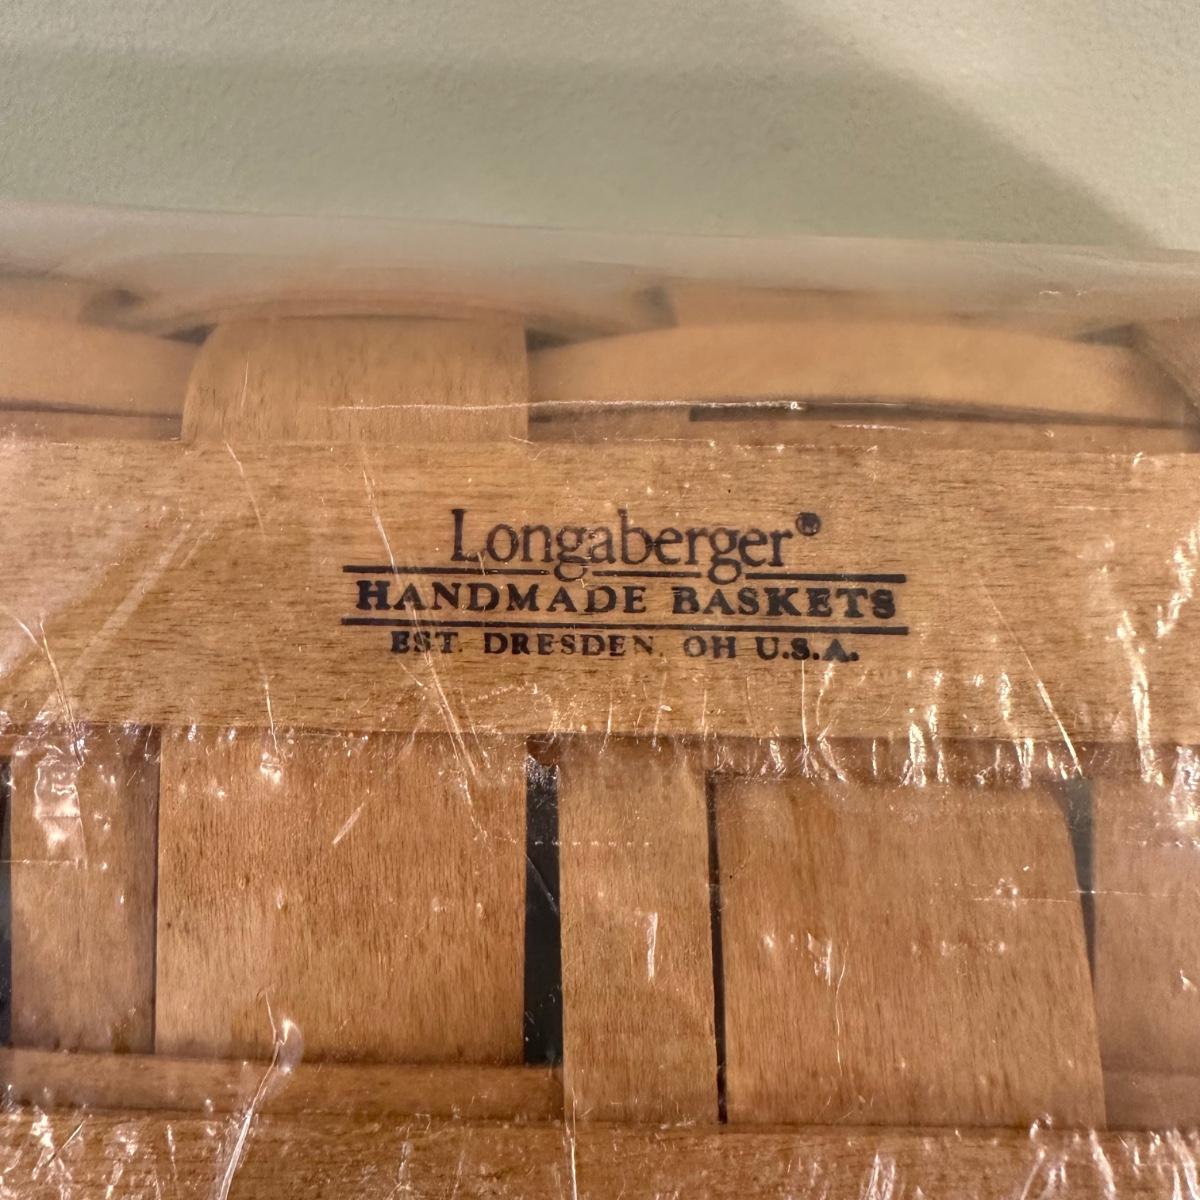 Longaberger®
HANDMADE BASKETS
EST. DRESDEN, OH U.S.A.